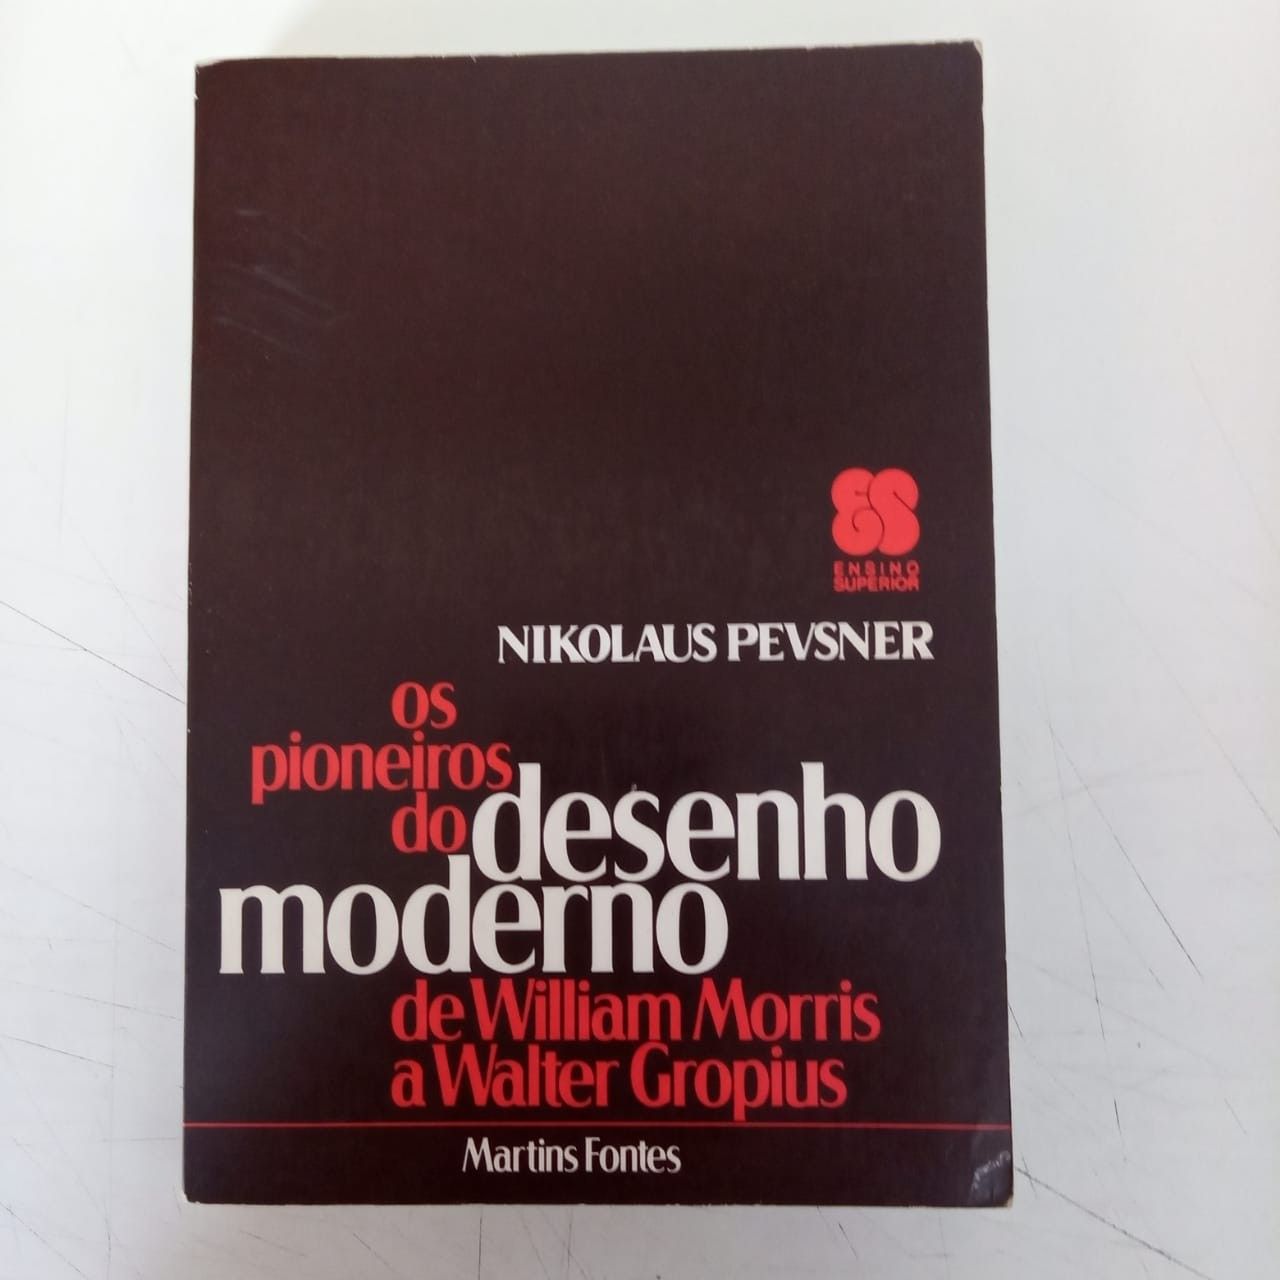 ES
ENSINO
SUPERIOR
NIKOLAUS PEVSNER
os
pioneiros
do desenho
moderno
de William Morris
a Walter Gropius
Martins Fontes